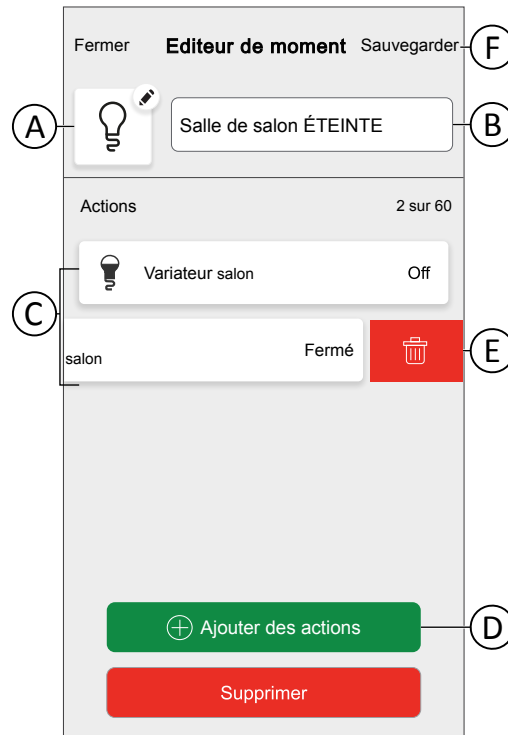 Fermer Editeur de moment Sauvegarder F
A Salle de salon ÉTEINTE B
Actions 2 sur 60
Variateur salon Off
C
salon Fermé E
Ajouter des actions D
Supprimer